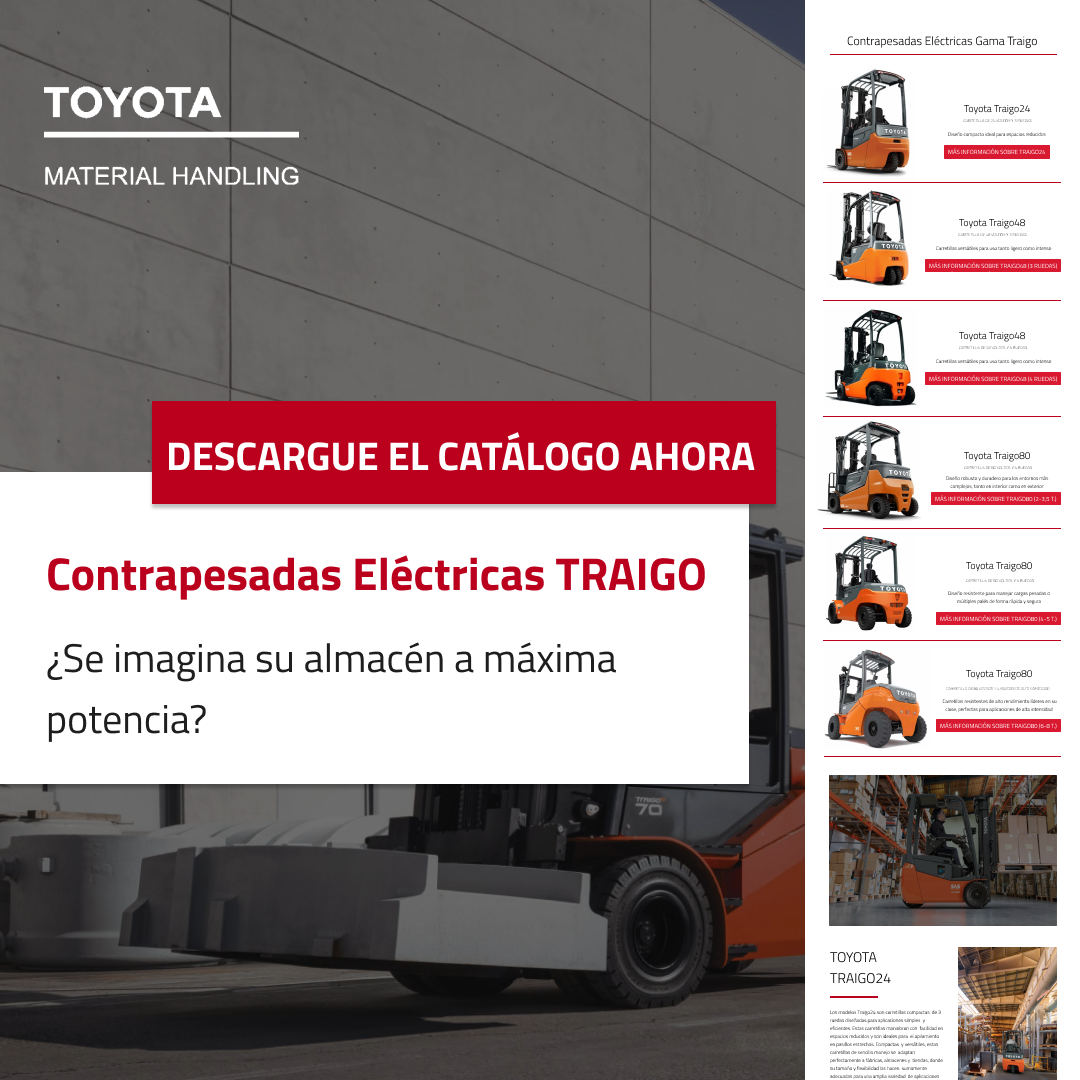 TOYOTA
MATERIAL HANDLING
DESCARGUE EL CATÁLOGO AHORA
Contrapesadas Eléctricas TRAIGO
¿Se imagina su almacén a máxima
potencia?
70
Contrapesadas Eléctricas Gama Traigo
TOYOTA
Toyota Traigo24
Diseño compacto ideal para espacios reducidos
MÁS INFORMACIÓN SOBRE TRAIGO24
TOYOTA
Toyota Traigo48
Carretillas versátiles para uso tanto ligero como intenso
MÁS INFORMACIÓN SOBRE TRAIGO48 (3 RUEDAS)
TOYOTA
Toyota Traigo48
Carretillas versátiles para uso tanto ligero como intenso
MÁS INFORMACIÓN SOBRE TRAIGO48 (4 RUEDAS)
TOYOTA
Toyota Traigo80
Diseño robusto y duradero para los entornos más
complejos, tanto en interior como en exterior
MÁS INFORMACIÓN SOBRE TRAIGO80 (2-3,5 T.)
TOYOTA
Toyota Traigo80
Diseño resistente para manejar cargas pesadas o
múltiples palés de forma rápida y segura
MÁS INFORMACIÓN SOBRE TRAIGO80 (4-5 T.)
TOYOTA
Toyota Traigo80
Carretillas resistentes de alto rendimiento líderes en su
clase, perfectas para aplicaciones de alta intensidad
MÁS INFORMACIÓN SOBRE TRAIGO80 (6-8 T.)
SAS
TOYOTA
TRAIGO24
Los modelos Traigo24 son carretillas compactas de 3
ruedas diseñadas para aplicaciones simples y
eficientes. Estas carretillas maniobran con facilidad en
espacios reducidos y son ideales para el apilamiento
en pasillos estrechos. Compactas y versátiles, estas
carretillas de sencillo manejo se adaptan
perfectamente a fábricas, almacenes y tiendas, donde
su tamaño y flexibilidad las hacen sumamente
adecuadas para una amplia variedad de aplicaciones
TOYOTA